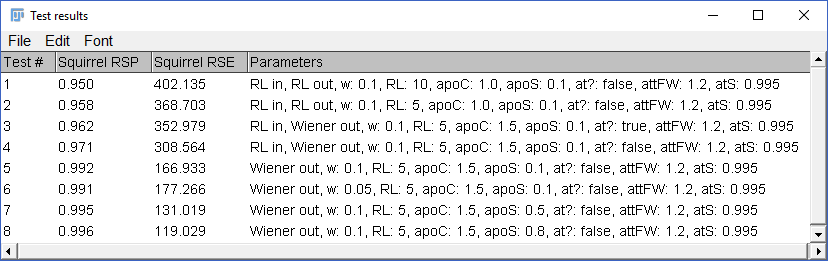 Test results
File Edit Font
Test # Squirrel RSP Squirrel RSE Parameters
1 0.950 402.135 RL in, RL out, w: 0.1, RL: 10, apoC: 1.0, apoS: 0.1, at?: false, attFW: 1.2, atS: 0.995
2 0.958 368.703 RL in, RL out, w: 0.1, RL: 5, apoC: 1.0, apoS: 0.1, at?: false, attFW: 1.2, atS: 0.995
3 0.962 352.979 RL in, Wiener out, w: 0.1, RL: 5, apoC: 1.5, apoS: 0.1, at?: true, attFW: 1.2, atS: 0.995
4 0.971 308.564 RL in, Wiener out, w: 0.1, RL: 5, apoC: 1.5, apoS: 0.1, at?: false, attFW: 1.2, atS: 0.995
5 0.992 166.933 Wiener out, w: 0.1, RL: 5, apoC: 1.5, apoS: 0.1, at?: false, attFW: 1.2, atS: 0.995
6 0.991 177.266 Wiener out, w: 0.05, RL: 5, apoC: 1.5, apoS: 0.1, at?: false, attFW: 1.2, atS: 0.995
7 0.995 131.019 Wiener out, w: 0.1, RL: 5, apoC: 1.5, apoS: 0.5, at?: false, attFW: 1.2, atS: 0.995
8 0.996 119.029 Wiener out, w: 0.1, RL: 5, apoC: 1.5, apoS: 0.8, at?: false, attFW: 1.2, atS: 0.995